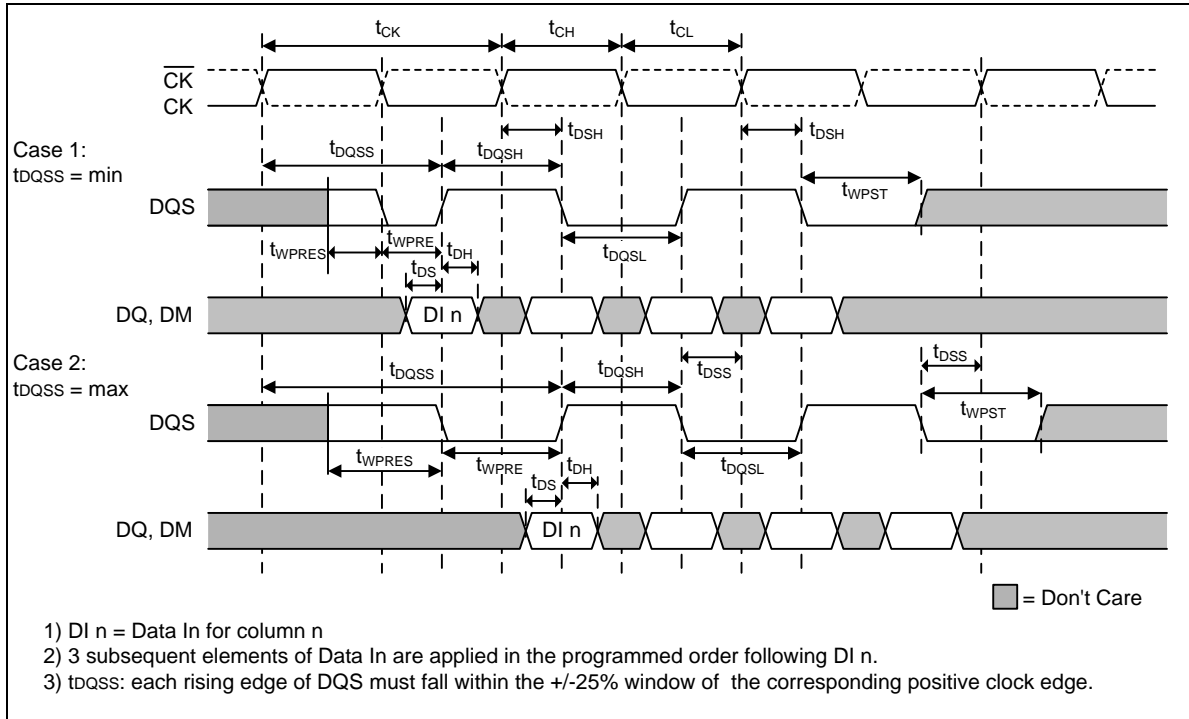 tCK tCH tCL
CK
CK
tDSH tDSH
Case 1:
tDQSS = min
tDQSS tDQSH
tWPST
DQS
tWPRES tWPRE tDH tDQSL
tDS
DQ, DM DI n
Case 2:
tDQSS = max
tDQSS tDQSH tDSS tDSS
tWPST
DQS
tWPRES tWPRE tDH tDQSL
tDS
DQ, DM DI n
= Don't Care
1) DI n = Data In for column n
2) 3 subsequent elements of Data In are applied in the programmed order following DI n.
3) tDQSS: each rising edge of DQS must fall within the +/-25% window of the corresponding positive clock edge.